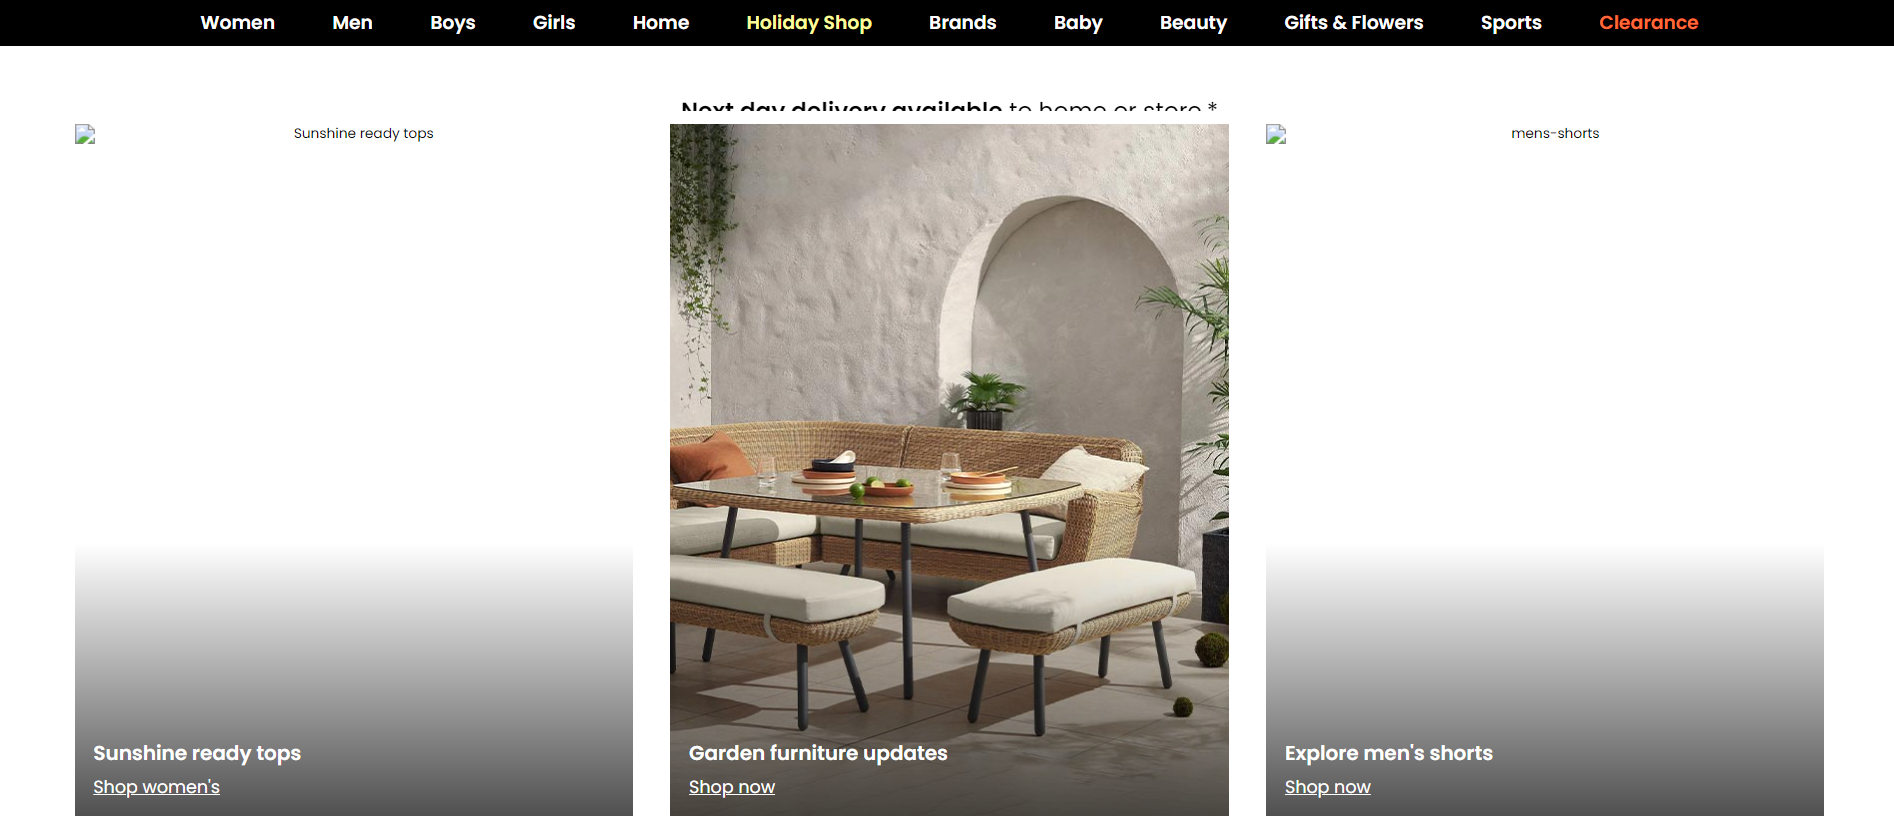 Women Men Boys Girls Home Holiday Shop Brands Baby Beauty Gifts & Flowers Sports Clearance
Next day delivery available to home or store.*
Sunshine ready tops
mens-shorts
Sunshine ready tops
Shop women's
Garden furniture updates
Shop now
Explore men's shorts
Shop now